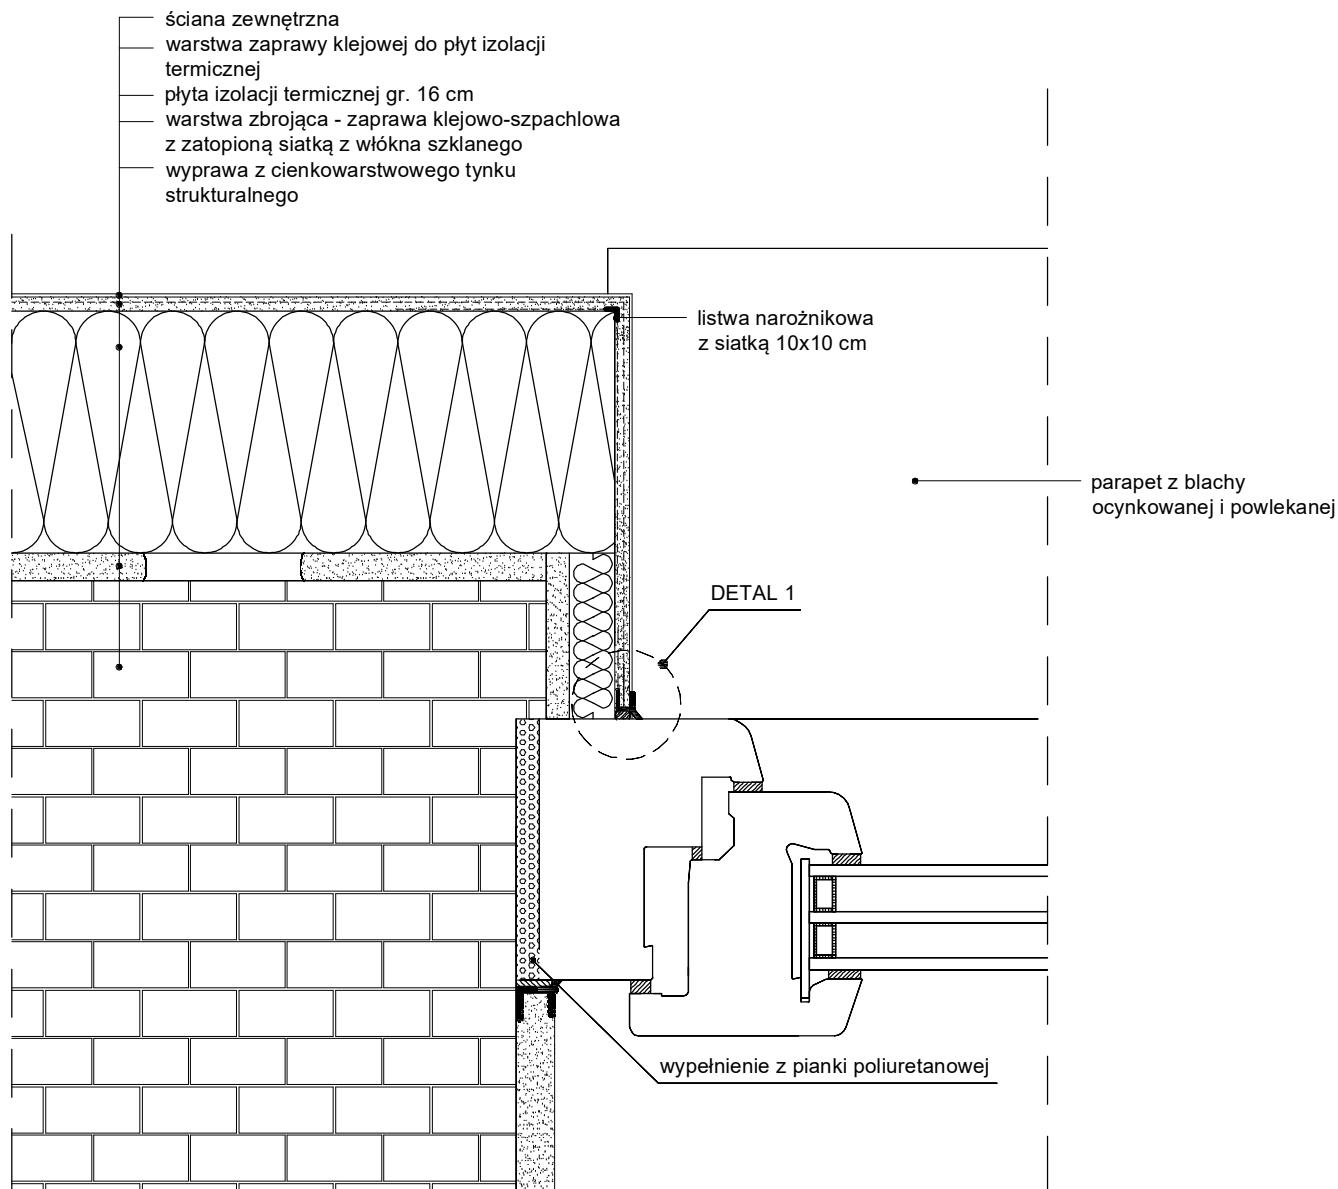 ściana zewnętrzna
warstwa zaprawy klejowej do płyt izolacji
termicznej
płyta izolacji termicznej gr. 16 cm
warstwa zbrojąca - zaprawa klejowo-szpachlowa
z zatopioną siatką z włókna szklanego
wyprawa z cienkowarstwowego tynku
strukturalnego
listwa narożnikowa
z siatką 10x10 cm
parapet z blachy
ocynkowanej i powlekanej
DETAL 1
wypełnienie z pianki poliuretanowej